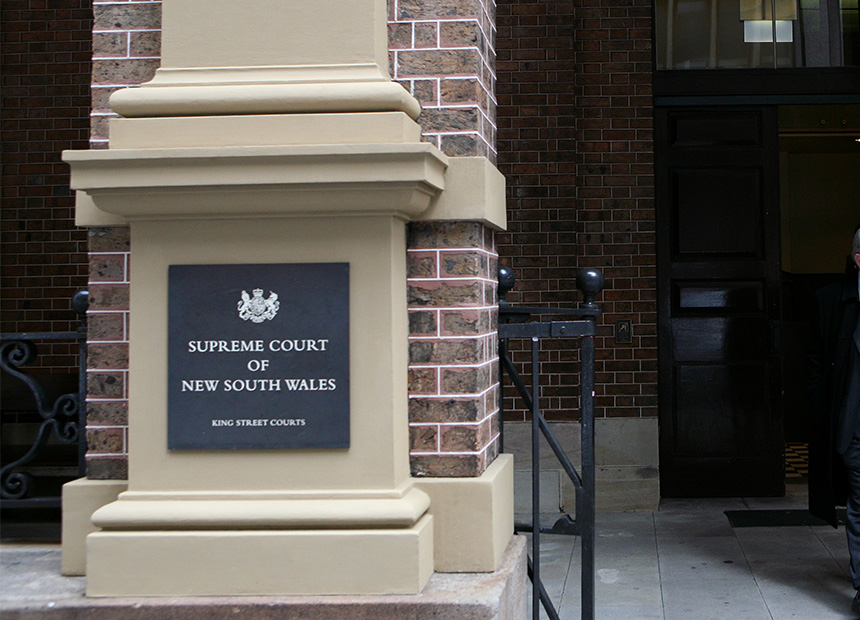 SUPREME COURT
OF
NEW SOUTH WALES
KING STREET COURTS